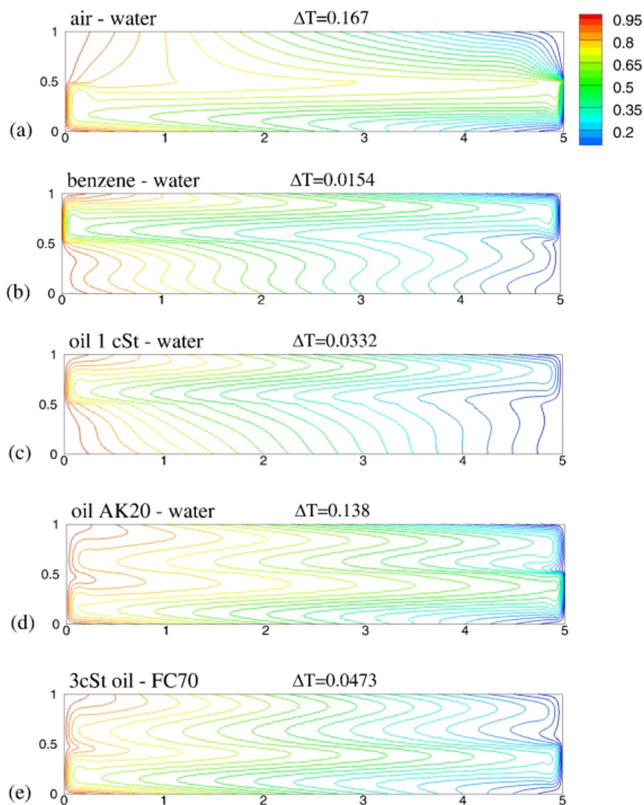 air - water ΔT=0.167
1
0.5
0
(a)
0 1 2 3 4 5
0.95
0.8
0.65
0.5
0.35
0.2
benzene - water ΔT=0.0154
1
0.5
0
(b)
0 1 2 3 4 5
oil 1 cSt - water ΔT=0.0332
1
0.5
0
(c)
0 1 2 3 4 5
oil AK20 - water ΔT=0.138
1
0.5
0
(d)
0 1 2 3 4 5
3cSt oil - FC70 ΔT=0.0473
1
0.5
0
(e)
0 1 2 3 4 5